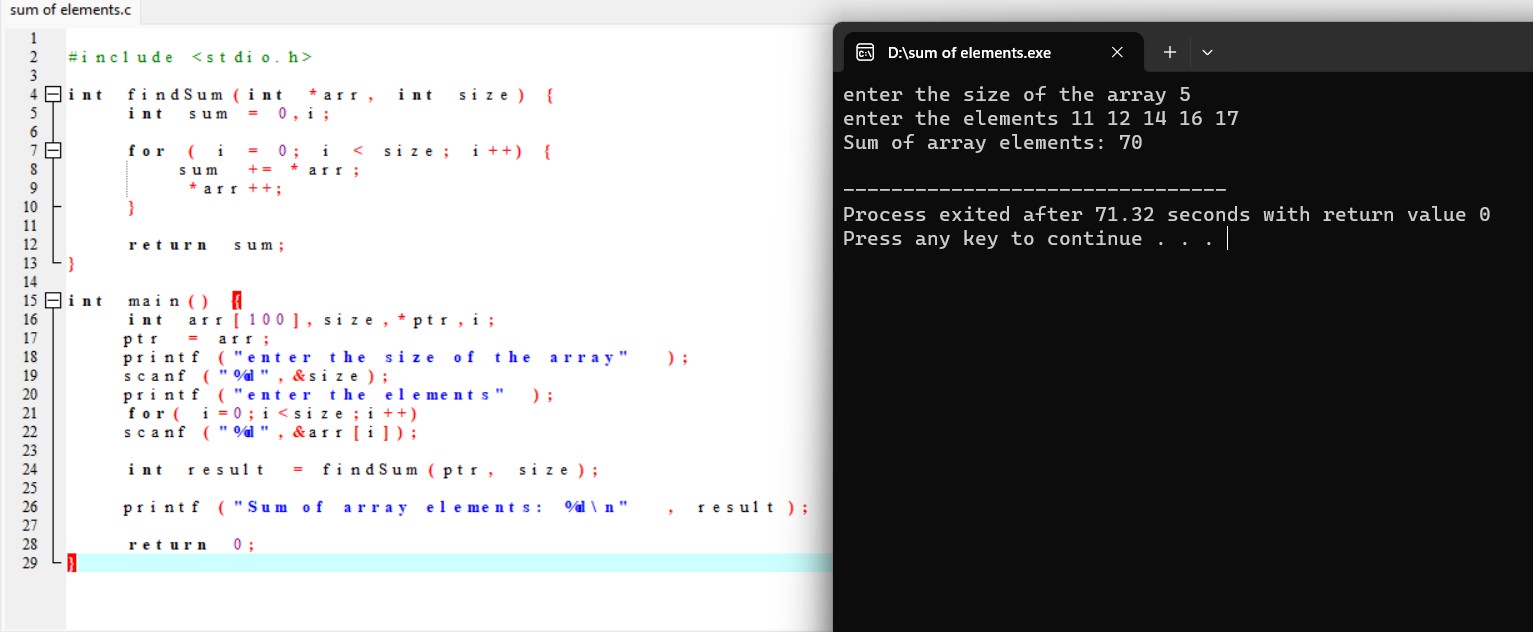 sum of elements.c
1
2 #include <stdio.h>
3
4 int findSum(int *arr, int size) {
5 int sum = 0,i;
6
7 for ( i = 0; i < size; i++) {
8 sum += *arr;
9 *arr++;
10 }
11
12 return sum;
13 }
14
15 int main() {
16 int arr[100],size,*ptr,i;
17 ptr = arr;
18 printf("enter the size of the array");
19 scanf("%d",&size);
20 printf("enter the elements");
21 for( i=0;i<size;i++)
22 scanf("%d",&arr[i]);
23
24 int result = findSum(ptr, size);
25
26 printf("Sum of array elements: %d\n", result);
27
28 return 0;
29 }
D:\sum of elements.exe
enter the size of the array 5
enter the elements 11 12 14 16 17
Sum of array elements: 70
--------------------------------
Process exited after 71.32 seconds with return value 0
Press any key to continue . . .